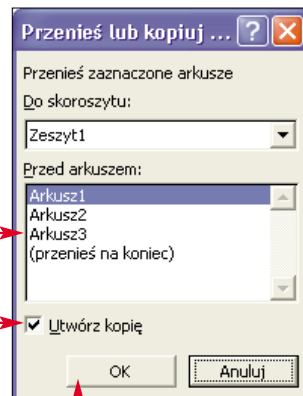 Przenieś lub kopiuj ...
Przenieś zaznaczone arkusze
Do skoroszytu:
Zeszyt1
Przed arkuszem:
Arkusz1
Arkusz2
Arkusz3
(przenieś na koniec)
Utwórz kopię
OK Anuluj